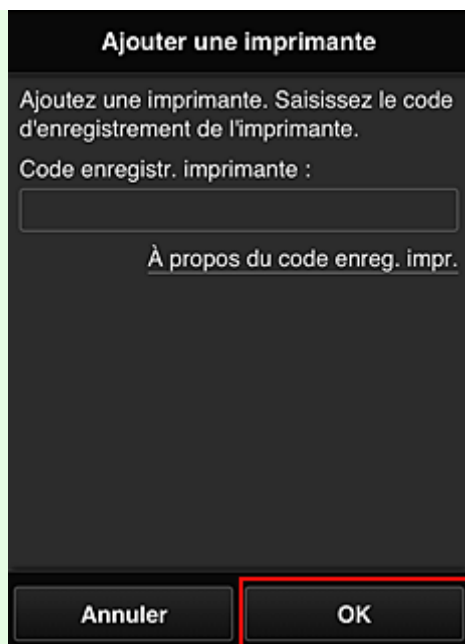 Ajouter une imprimante
Ajoutez une imprimante. Saisissez le code
d'enregistrement de l'imprimante.
Code enregistr. imprimante :
À propos du code enreg. impr.
Annuler
OK